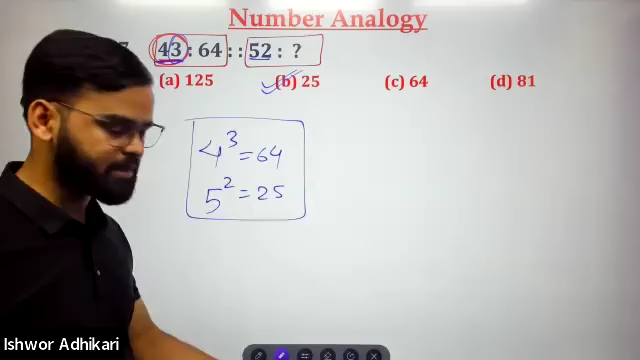 Number Analogy
43 : 64 : : 52 : ?
(a) 125 (b) 25 (c) 64 (d) 81
4³ = 64
5² = 25
Ishwor Adhikari